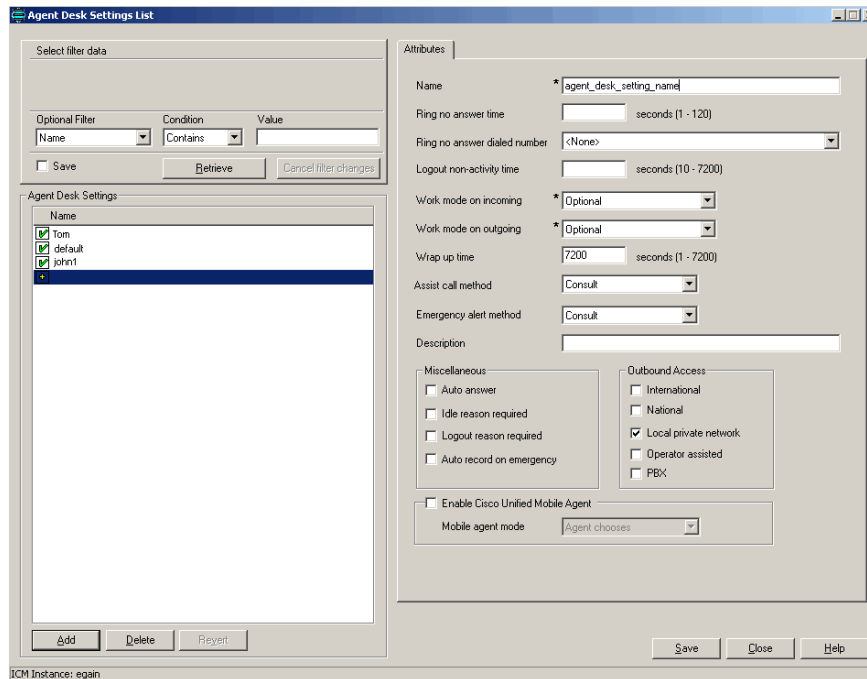 Agent Desk Settings List
Select filter data
Optional Filter Condition Value
Name Contains
Save Retrieve Cancel filter changes
Agent Desk Settings
Name
Tom
default
john1
Add Delete Revert
Attributes
Name * agent_desk_setting_name
Ring no answer time seconds (1 - 120)
Ring no answer dialed number <None>
Logout non-activity time seconds (10 - 7200)
Work mode on incoming * Optional
Work mode on outgoing * Optional
Wrap up time 7200 seconds (1 - 7200)
Assist call method Consult
Emergency alert method Consult
Description
Miscellaneous
Auto answer
Idle reason required
Logout reason required
Auto record on emergency
Outbound Access
International
National
Local private network
Operator assisted
PBX
Enable Cisco Unified Mobile Agent
Mobile agent mode Agent chooses
Save Close Help
ICM Instance: egain